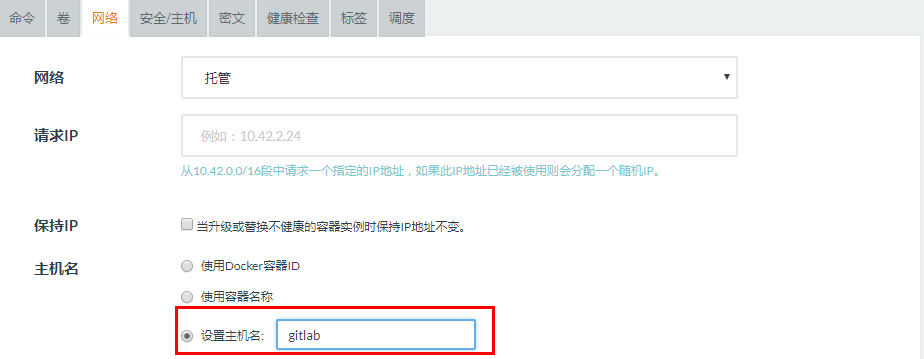 命令 卷 网络 安全/主机 密文 健康检查 标签 调度
网络 托管
请求IP 例如：10.42.2.24
从10.42.0.0/16段中请求一个指定的IP地址，如果此IP地址已经被使用则会分配一个随机IP。
保持IP 当升级或替换不健康的容器实例时保持IP地址不变。
主机名 使用Docker容器ID
使用容器名称
设置主机名: gitlab